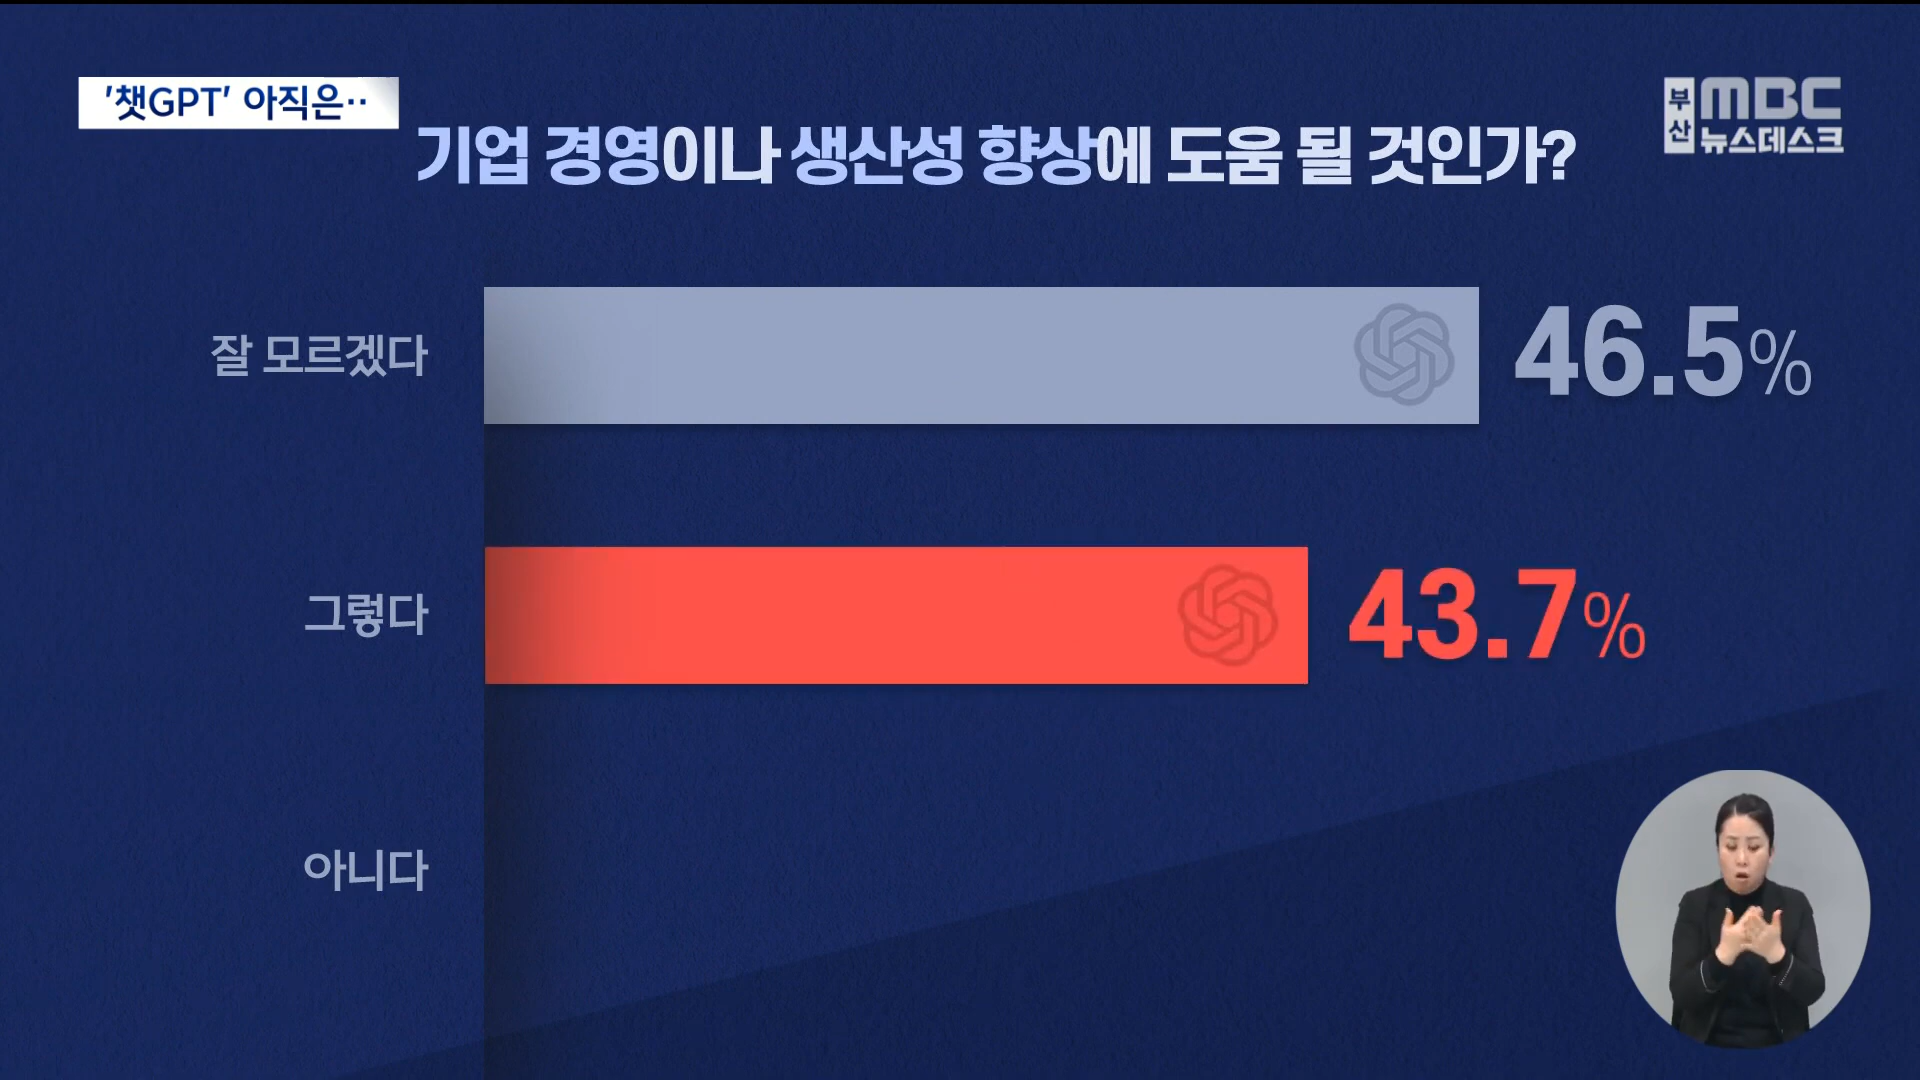 '챗GPT' 아직은··
부산 MBC
뉴스데스크
기업 경영이나 생산성 향상에 도움 될 것인가?
잘 모르겠다 46.5%
그렇다 43.7%
아니다